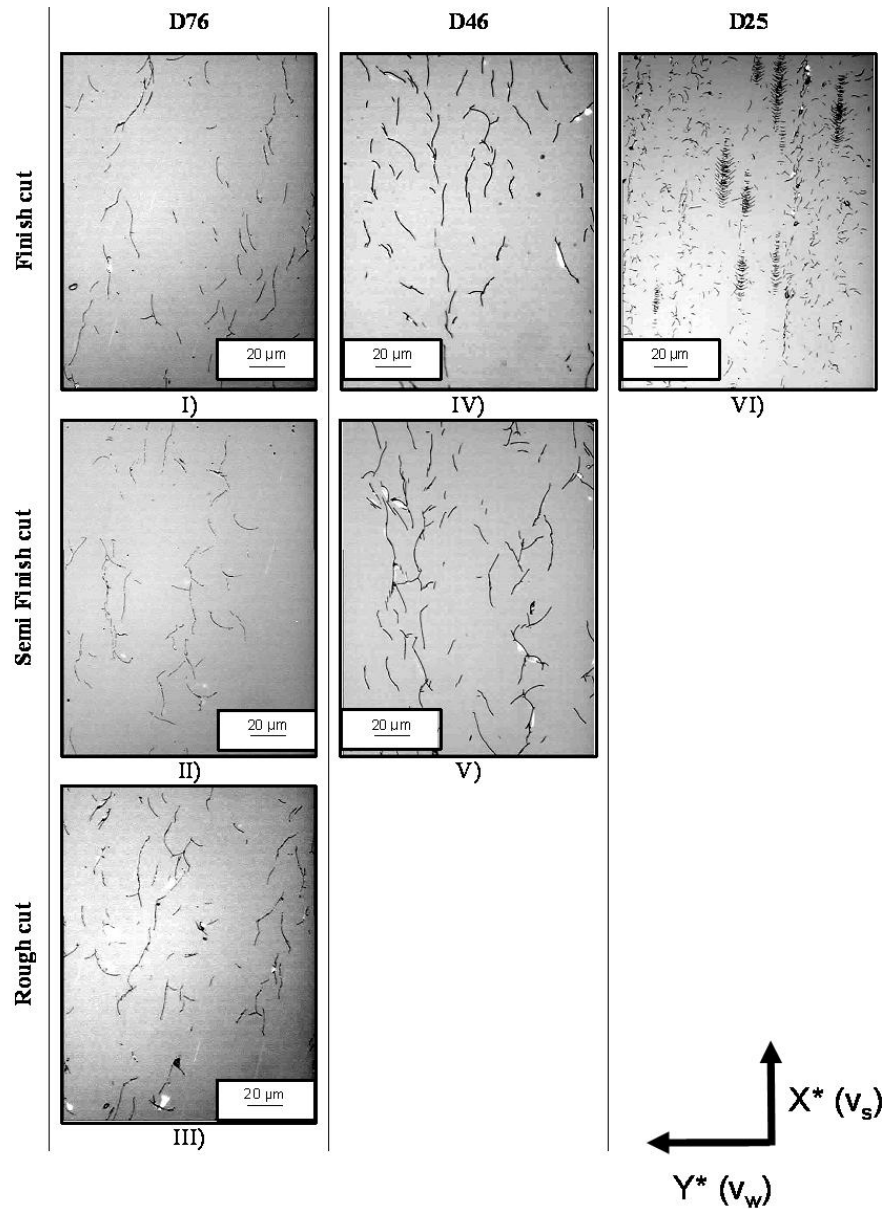 D76
D46
D25
Finish cut
20 µm
20 µm
20 µm
I)
IV)
VI)
Semi Finish cut
20 µm
20 µm
II)
V)
Rough cut
20 µm
III)
X* (vs)
Y* (vw)